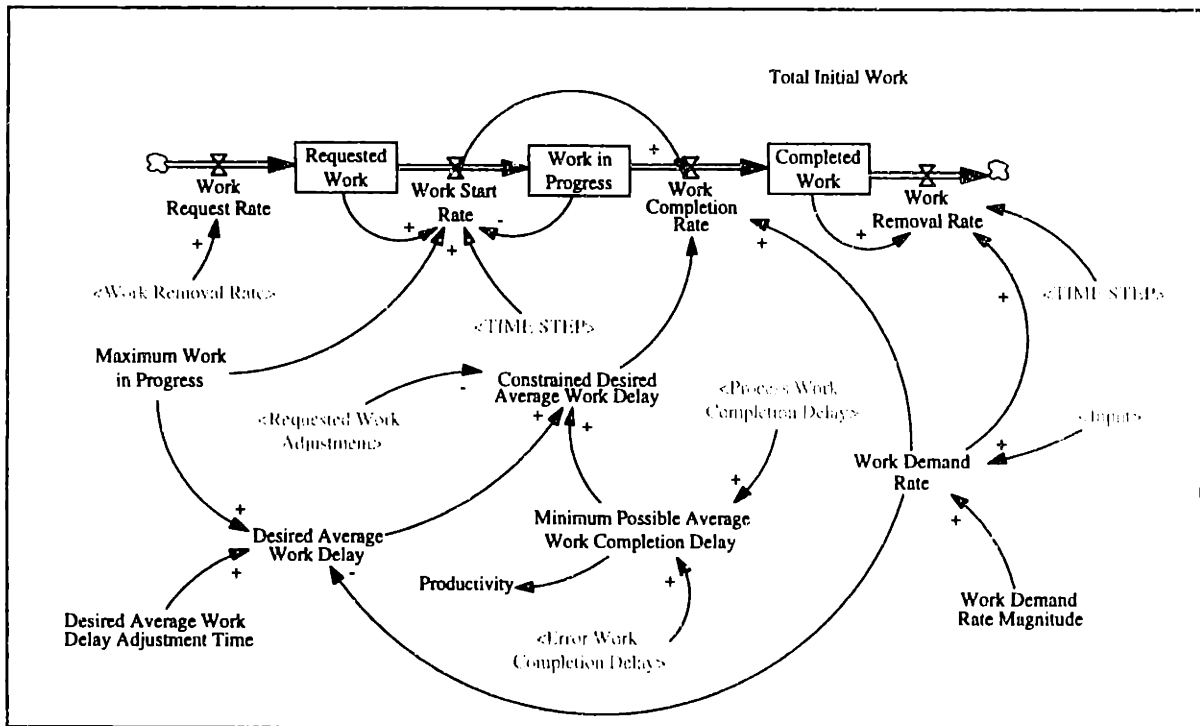 Total Initial Work
Requested
Work
Work in
Progress
Completed
Work
Work
Request Rate
Work Start
Rate
Work
Completion
Rate
Work
Removal Rate
+
+
-
+
+
+
+
+
+
<Work Removal Rate>
<TIME STEP>
<TIME STEP>
Maximum Work
in Progress
-
Constrained Desired
Average Work Delay
<Requested Work
Adjustment>
<Process Work
Completion Delay>
<Input>
+
+
+
Work Demand
Rate
+
+
+
Desired Average
Work Delay
+
-
Minimum Possible Average
Work Completion Delay
Productivity
+
Desired Average Work
Delay Adjustment Time
<Error Work
Completion Delay>
Work Demand
Rate Magnitude